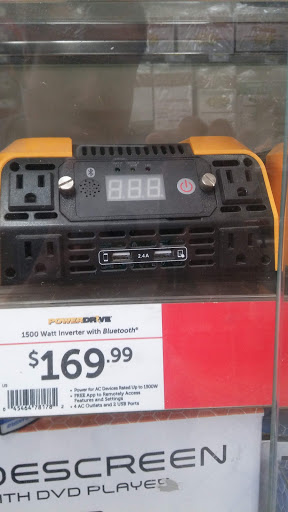 888
2.4A
POWERDRIVE
1500 Watt Inverter with Bluetooth®
$169.99
• Power for AC Devices Rated Up to 1500W
• FREE App to Remotely Access
Features and Settings
• 4 AC Outlets and 2 USB Ports
DESCREEN
TH DVD PLAYER